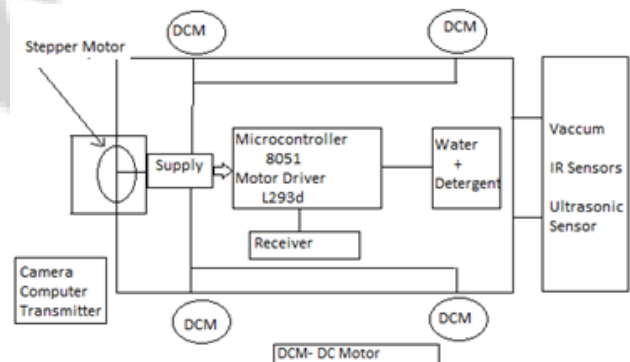 DCM
DCM
Stepper Motor
Microcontroller
8051
Motor Driver
L293d
Supply
Water
+
Detergent
Vaccum
IR Sensors
Ultrasonic
Sensor
Receiver
Camera
Computer
Transmitter
DCM
DCM
DCM- DC Motor